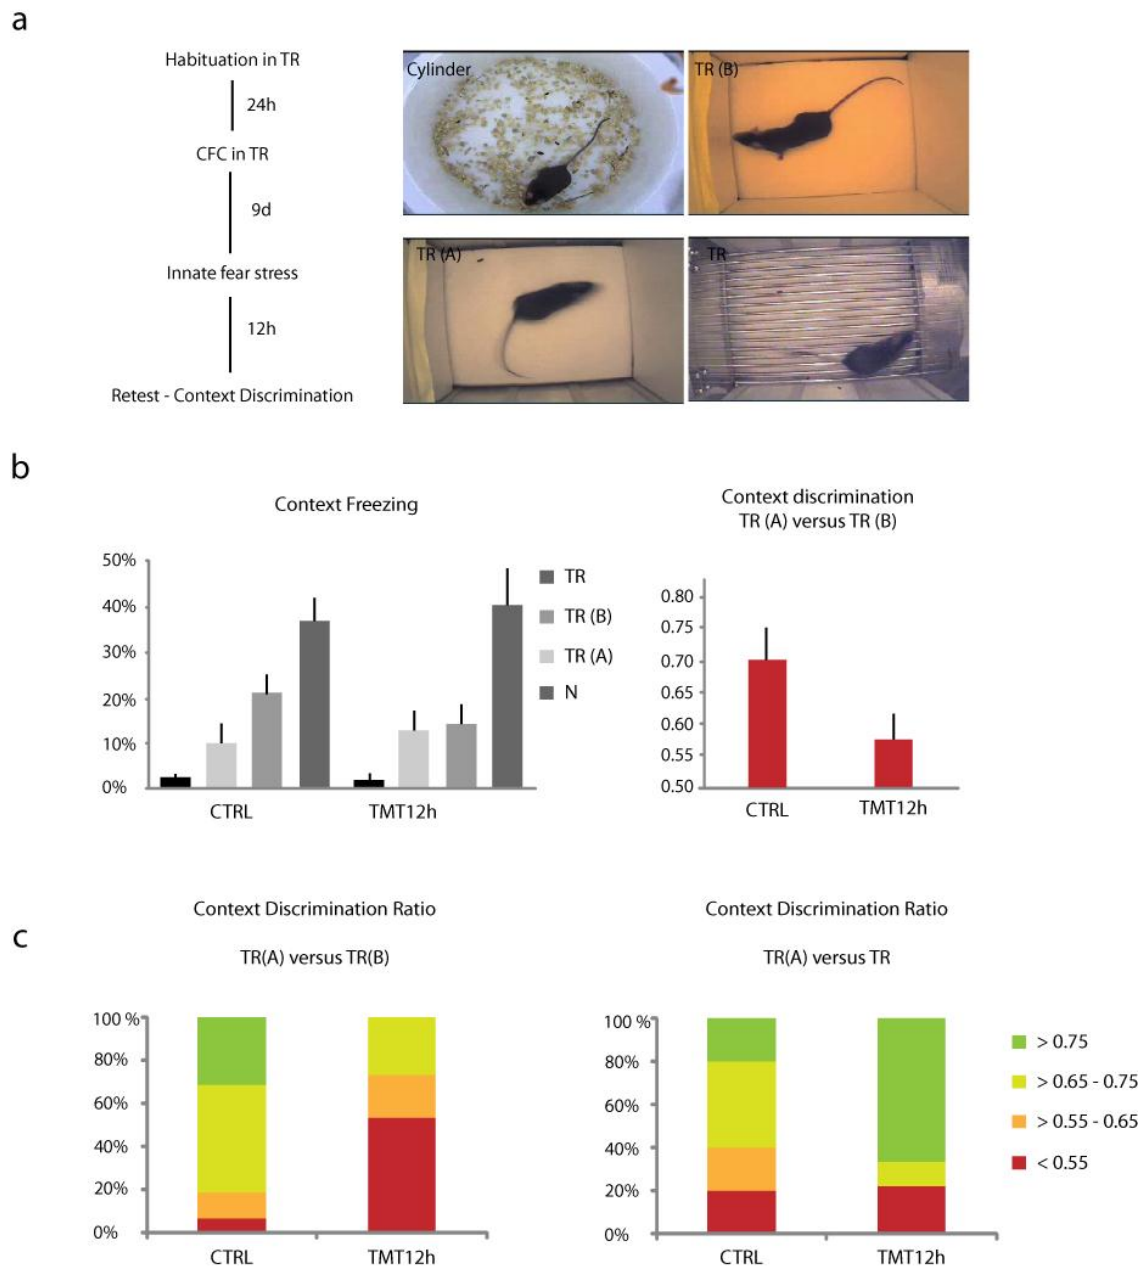 a
Habituation in TR
24h
CFC in TR
9d
Innate fear stress
12h
Retest - Context Discrimination
Cylinder
TR (B)
TR (A)
TR
b
Context Freezing
50%
40%
30%
20%
10%
0%
CTRL
TMT12h
TR
TR (B)
TR (A)
N
Context discrimination
TR (A) versus TR (B)
0.80
0.75
0.70
0.65
0.60
0.55
0.50
CTRL
TMT12h
c
Context Discrimination Ratio
TR(A) versus TR(B)
100 %
80%
60%
40%
20%
0%
CTRL
TMT12h
Context Discrimination Ratio
TR(A) versus TR
100 %
80%
60%
40%
20%
0%
CTRL
TMT12h
> 0.75
> 0.65 - 0.75
> 0.55 - 0.65
< 0.55